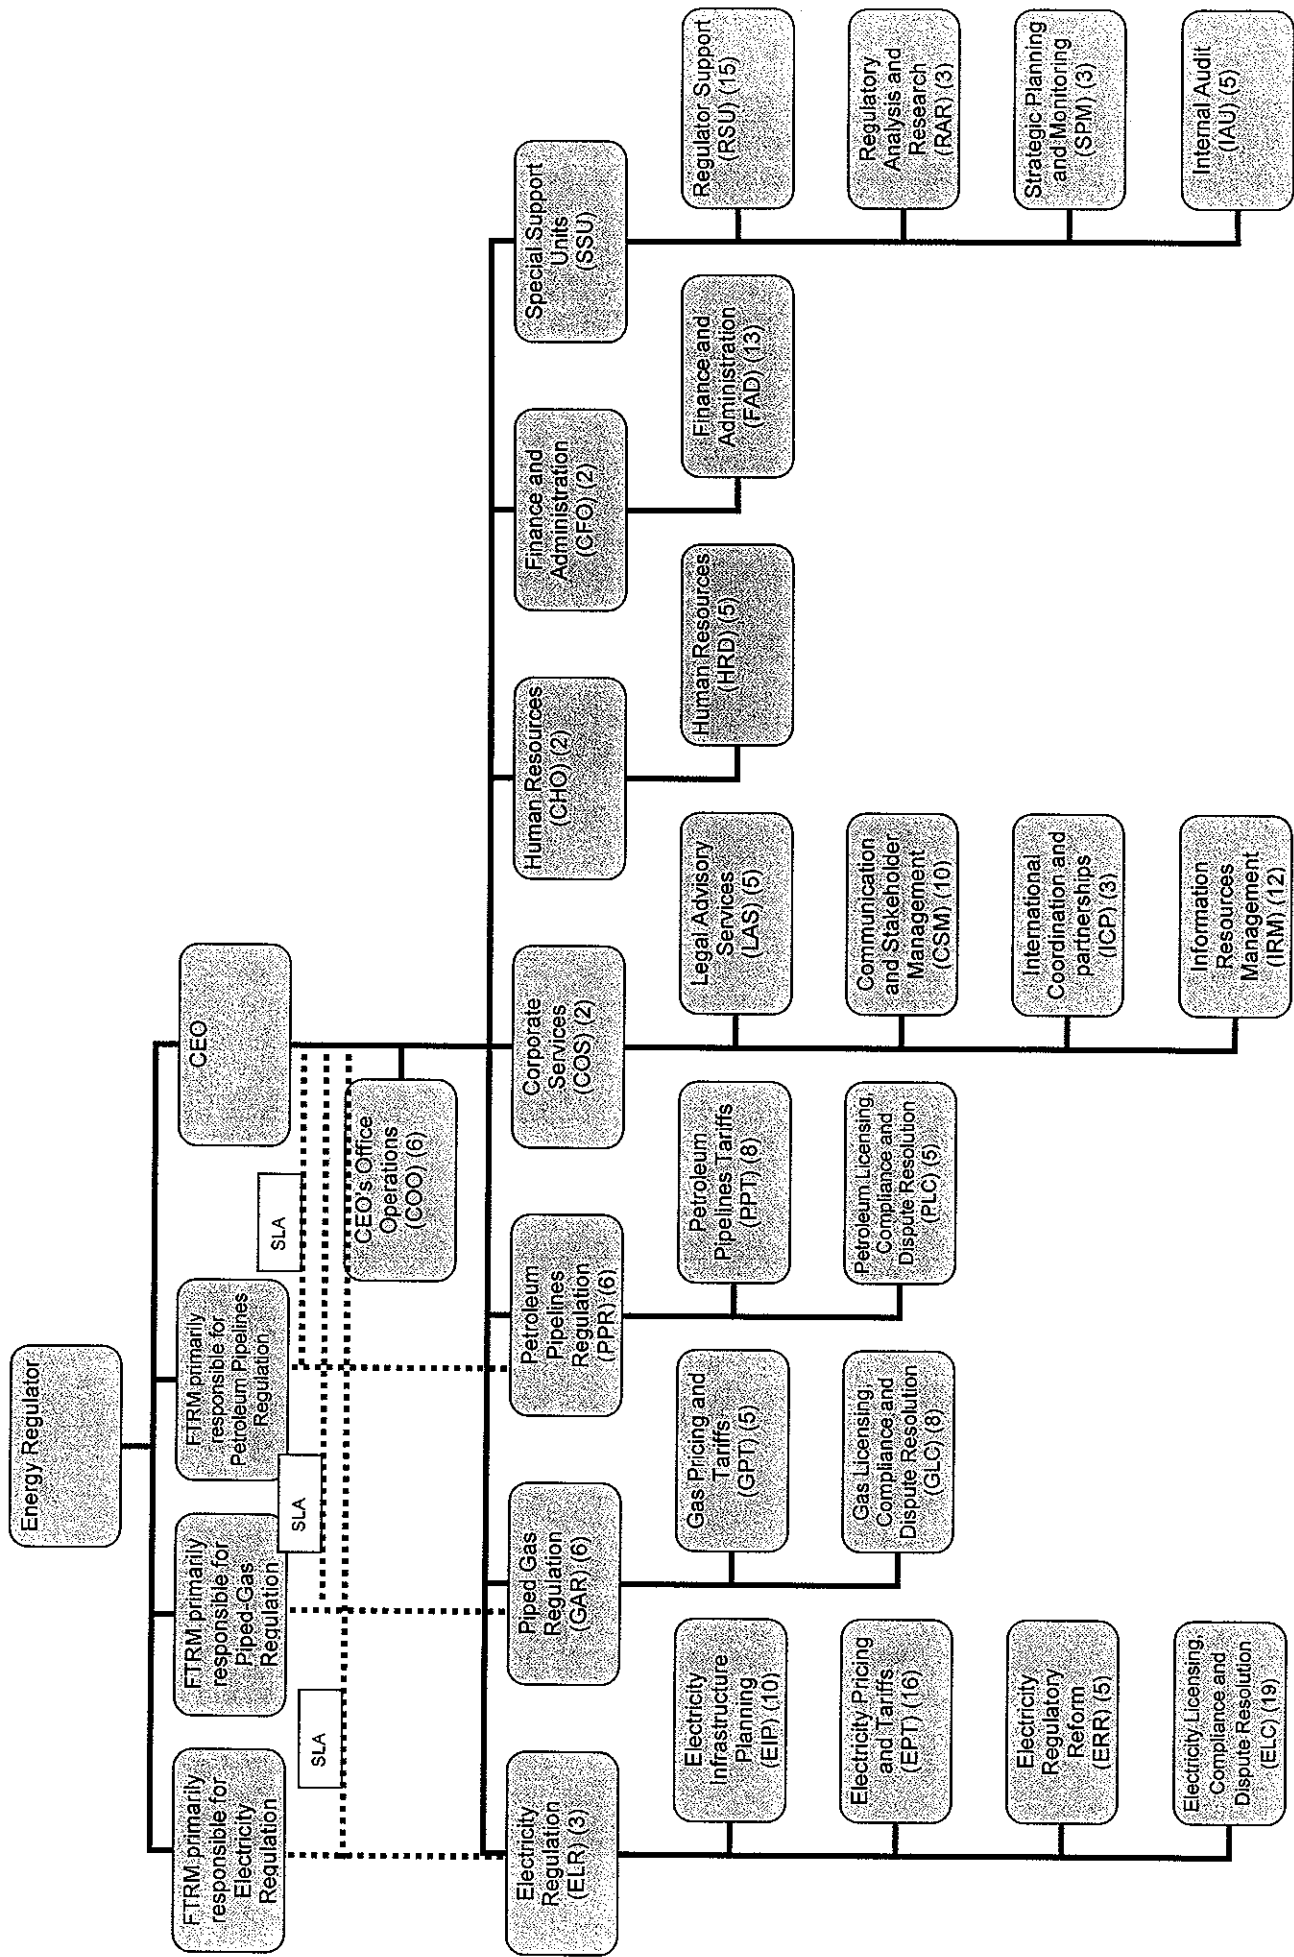 Energy Regulator
FTRM primarily
responsible for
Electricity
Regulation
FTRM primarily
responsible for
Piped-Gas
Regulation
FTRM primarily
responsible for
Petroleum Pipelines
Regulation
CEO
SLA
SLA
SLA
CEO's Office
Operations
(COO) (6)
Electricity
Regulation
(ELR) (3)
Piped Gas
Regulation
(GAR) (6)
Petroleum
Pipelines
Regulation
(PPR) (6)
Corporate
Services
(COS) (2)
Human Resources
(CHO) (2)
Finance and
Administration
(CFO) (2)
Special Support
Units
(SSU)
Electricity
Infrastructure
Planning
(EIP) (10)
Electricity Pricing
and Tariffs
(EPT) (16)
Electricity
Regulatory
Reform
(ERR) (5)
Electricity Licensing,
Compliance and
Dispute Resolution
(ELC) (19)
Gas Pricing and
Tariffs
(GPT) (5)
Gas Licensing,
Compliance and
Dispute Resolution
(GLC) (8)
Petroleum
Pipelines Tariffs
(PPT) (8)
Petroleum Licensing,
Compliance and
Dispute Resolution
(PLC) (5)
Legal Advisory
Services
(LAS) (5)
Communication
and Stakeholder
Management
(CSM) (10)
International
Coordination and
partnerships
(ICP) (3)
Information
Resources
Management
(IRM) (12)
Human Resources
(HRD) (5)
Finance and
Administration
(FAD) (13)
Regulator Support
(RSU) (15)
Regulatory
Analysis and
Research
(RAR) (3)
Strategic Planning
and Monitoring
(SPM) (3)
Internal Audit
(IAU) (5)